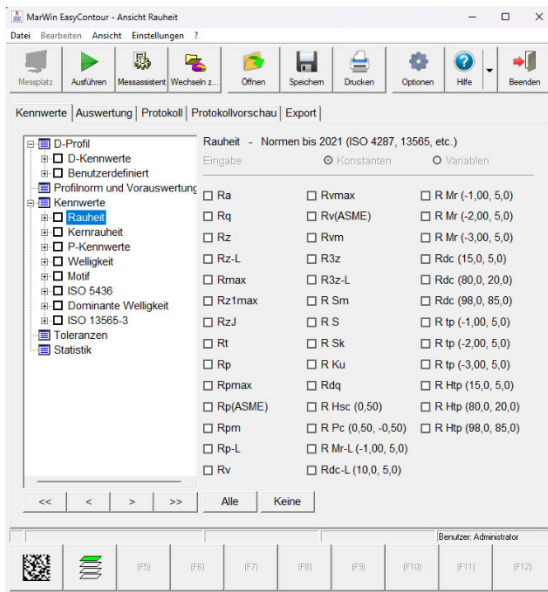 MarWin EasyContour - Ansicht Rauheit
Datei Bearbeiten Ansicht Einstellungen ?
Messplatz Ausführen Messassistent Wechseln z... Öffnen Speichern Drucken Optionen Hilfe Beenden
Kennwerte Auswertung Protokoll Protokollvorschau Export
D-Profil
D-Kennwerte
Benutzerdefiniert
Profilnorm und Vorauswertung
Kennwerte
Rauheit
Kernrauheit
P-Kennwerte
Welligkeit
Motif
ISO 5436
Dominante Welligkeit
ISO 13565-3
Toleranzen
Statistik
<< < > >>
Rauheit - Normen bis 2021 (ISO 4287, 13565, etc.)
Eingabe Konstanten Variablen
Ra Rvmax R Mr (-1,00, 5,0)
Rq Rv(ASME) R Mr (-2,00, 5,0)
Rz Rvm R Mr (-3,00, 5,0)
Rz-L R3z Rdc (15,0, 5,0)
Rmax R3z-L Rdc (80,0, 20,0)
Rz1max R Sm Rdc (98,0, 85,0)
RzJ R S R tp (-1,00, 5,0)
Rt R Sk R tp (-2,00, 5,0)
Rp R Ku R tp (-3,00, 5,0)
Rpmax Rdq R Htp (15,0, 5,0)
Rp(ASME) R Hsc (0,50) R Htp (80,0, 20,0)
Rpm R Pc (0,50, -0,50) R Htp (98,0, 85,0)
Rp-L R Mr-L (-1,00, 5,0)
Rv Rdc-L (10,0, 5,0)
Alle Keine
Benutzer: Administrator
(F5) (F6) (F7) (F8) (F9) (F10) (F11) (F12)